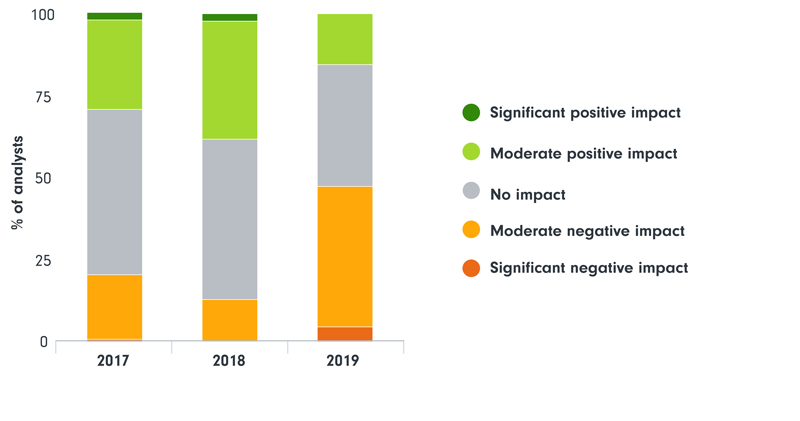 100
75
50
25
0
% of analysts
2017
2018
2019
Significant positive impact
Moderate positive impact
No impact
Moderate negative impact
Significant negative impact